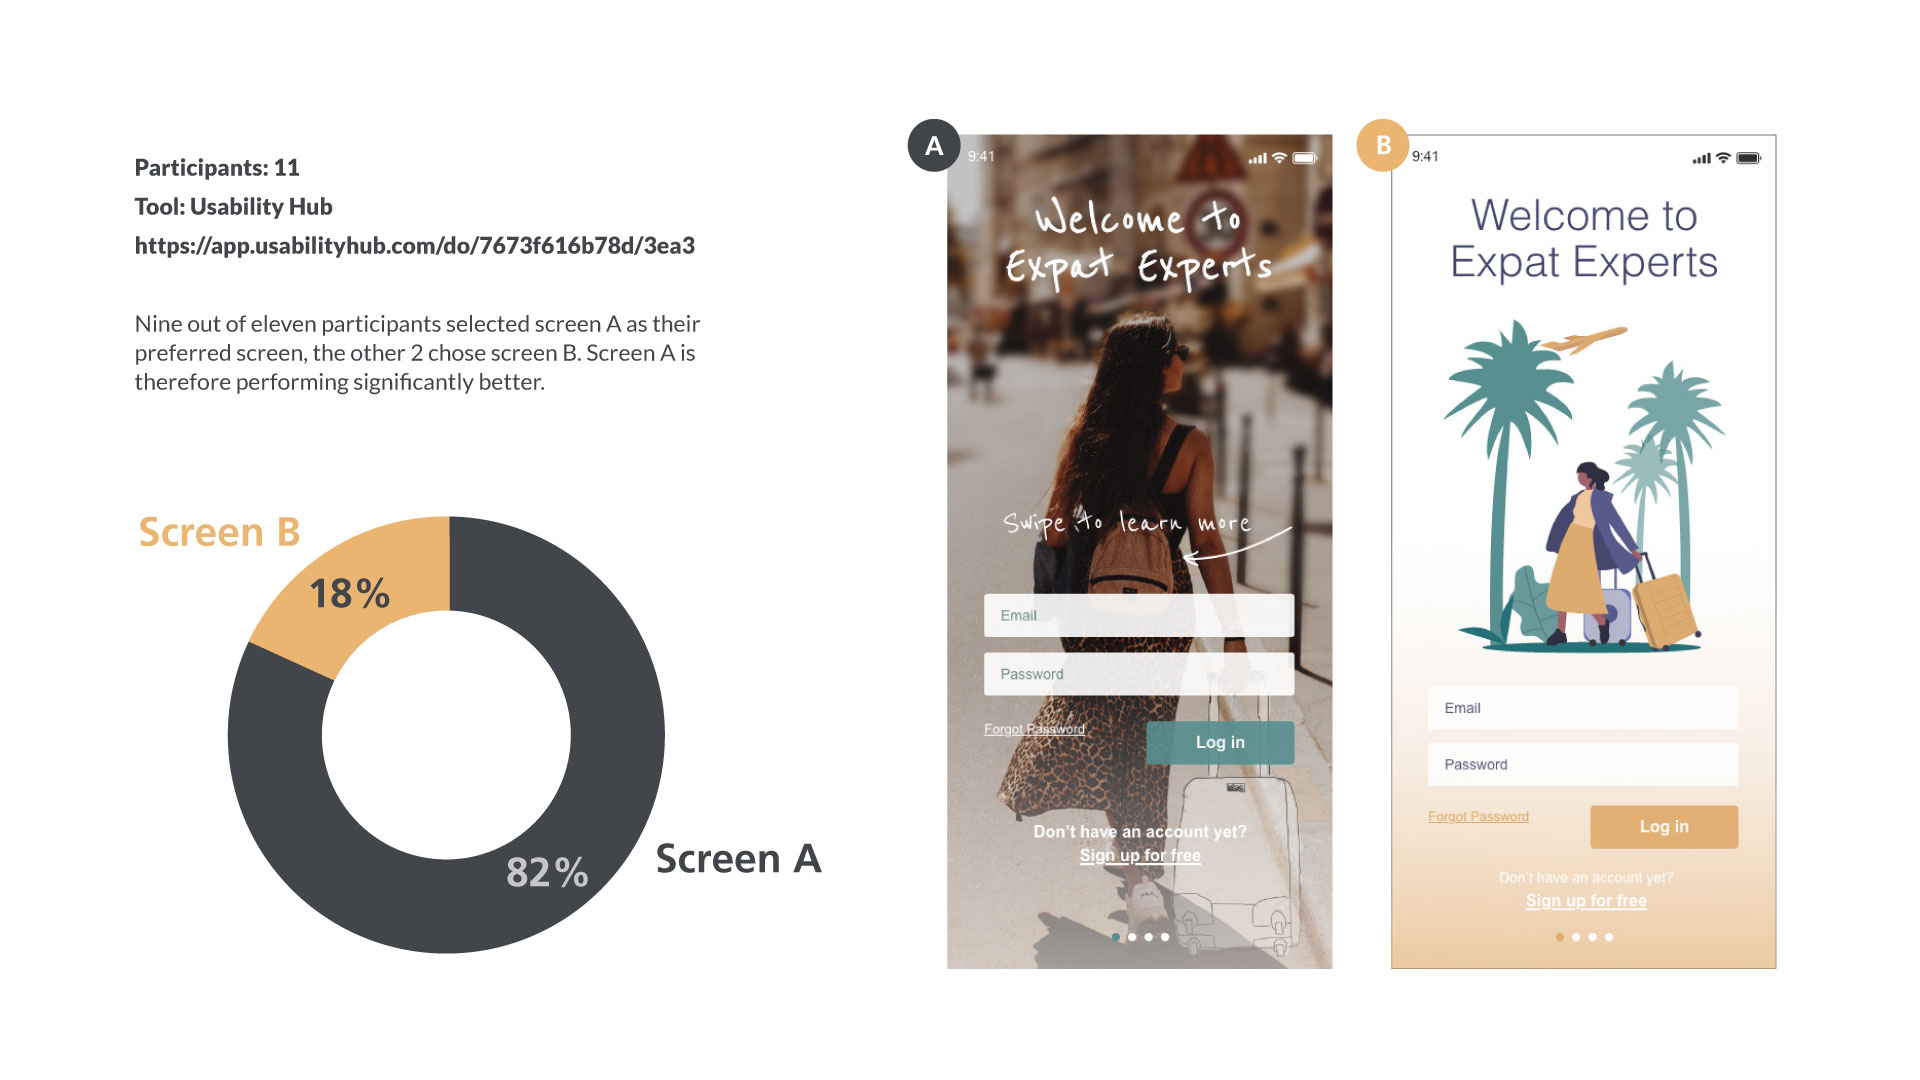 Participants: 11
Tool: Usability Hub
https://app.usabilityhub.com/do/7673f616b78d/3ea3
Nine out of eleven participants selected screen A as their
preferred screen, the other 2 chose screen B. Screen A is
therefore performing significantly better.
Screen B
18%
82%
Screen A
A
9:41
Welcome to
Expat Experts
Swipe to learn more
Email
Password
Forgot Password
Log in
Don't have an account yet?
Sign up for free
B
9:41
Welcome to
Expat Experts
Email
Password
Forgot Password
Log in
Don't have an account yet?
Sign up for free